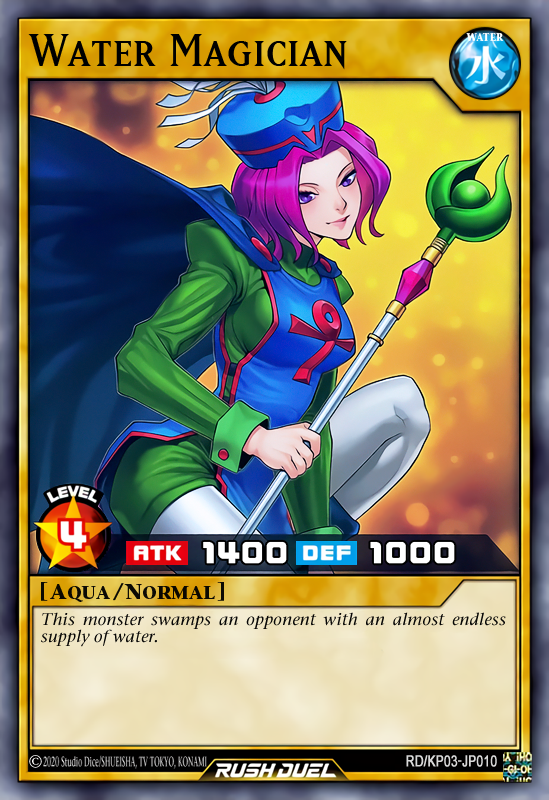 WATER MAGICIAN
WATER
水
LEVEL
4
ATK 1400 DEF 1000
[AQUA/NORMAL]
This monster swamps an opponent with an almost endless
supply of water.
©2020 Studio Dice/SHUEISHA, TV TOKYO, KONAMI
RUSH DUEL
RD/KP03-JP010